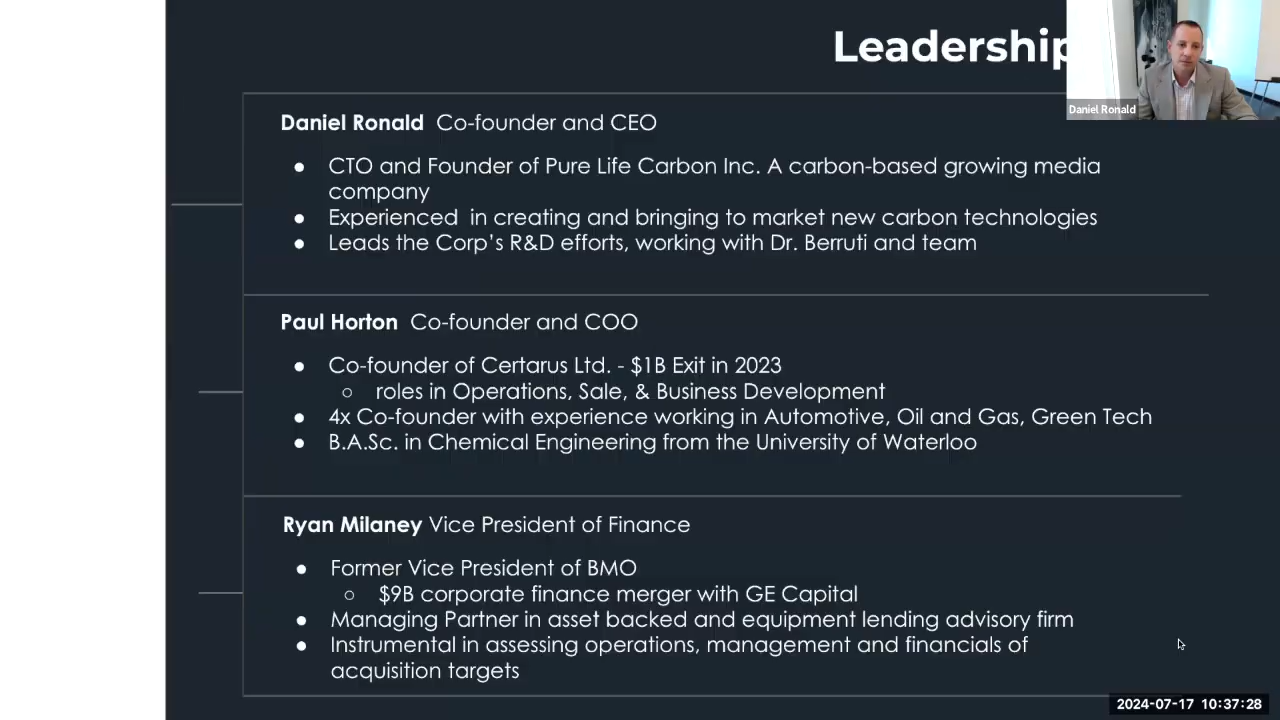 Leadership
Daniel Ronald
Daniel Ronald Co-founder and CEO
● CTO and Founder of Pure Life Carbon Inc. A carbon-based growing media
company
● Experienced in creating and bringing to market new carbon technologies
● Leads the Corp’s R&D efforts, working with Dr. Berruti and team
Paul Horton Co-founder and COO
● Co-founder of Certarus Ltd. - $1B Exit in 2023
○ roles in Operations, Sale, & Business Development
● 4x Co-founder with experience working in Automotive, Oil and Gas, Green Tech
● B.A.Sc. in Chemical Engineering from the University of Waterloo
Ryan Milaney Vice President of Finance
● Former Vice President of BMO
○ $9B corporate finance merger with GE Capital
● Managing Partner in asset backed and equipment lending advisory firm
● Instrumental in assessing operations, management and financials of
acquisition targets
2024-07-17 10:37:28